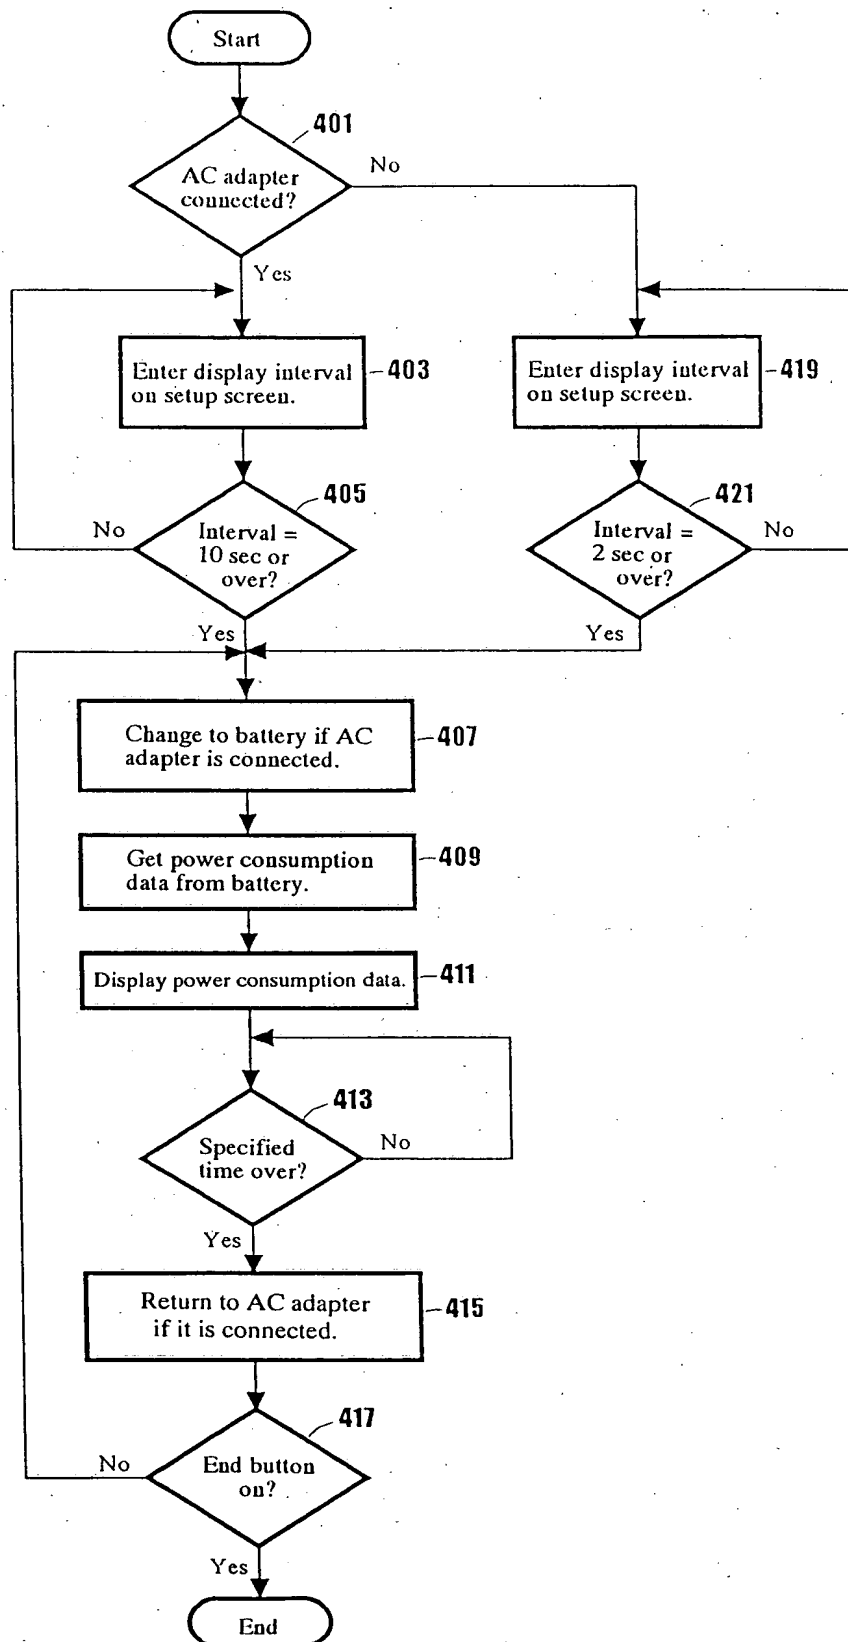 Start
401
AC adapter
connected?
No
Yes
Enter display interval
on setup screen.
403
Enter display interval
on setup screen.
419
405
Interval =
10 sec or
over?
No
Yes
421
Interval =
2 sec or
over?
No
Yes
Change to battery if AC
adapter is connected.
407
Get power consumption
data from battery.
409
Display power consumption data.
411
413
Specified
time over?
No
Yes
Return to AC adapter
if it is connected.
415
417
End button
on?
No
Yes
End